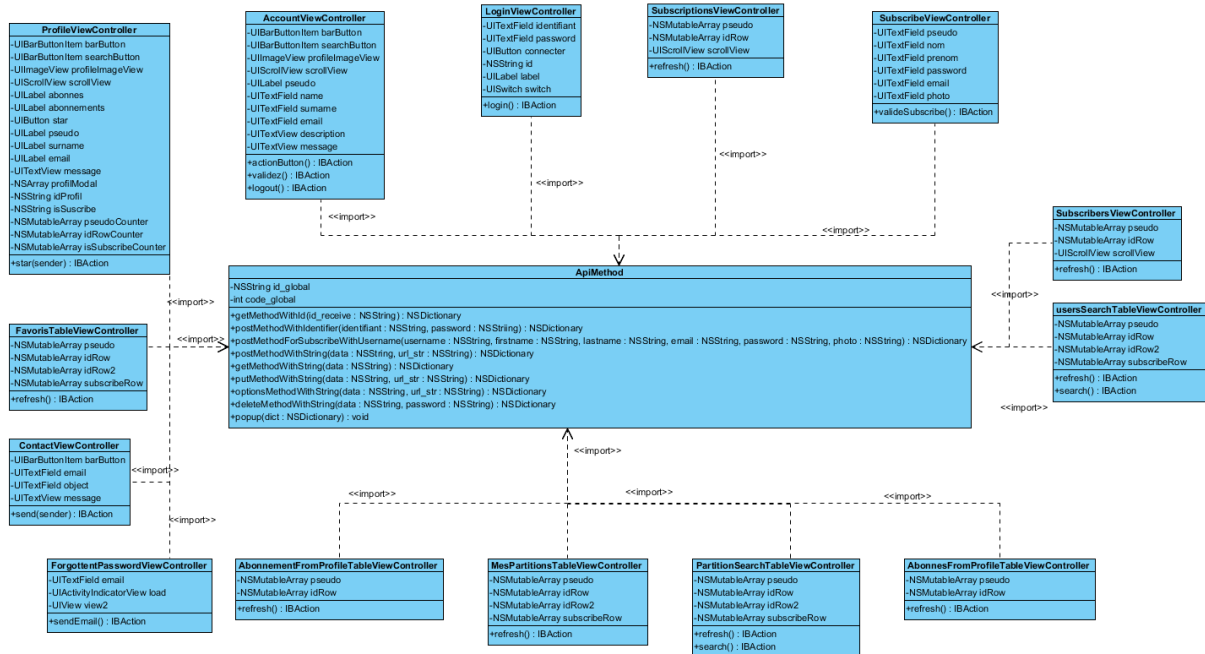 ProfileViewController
-UIBarButtonItem barButton
-UIBarButtonItem searchButton
-UIImageView profileImageView
-UIScrollView scrollView
-UILabel abonnes
-UILabel abonnements
-UIButton star
-UILabel pseudo
-UILabel surname
-UILabel email
-UITextView message
-NSArray profilModal
-NSString idProfil
-NSString isSuscribe
-NSMutableArray pseudoCounter
-NSMutableArray idRowCounter
-NSMutableArray isSubscribeCounter
+star(sender) : IBAction
AccountViewController
-UIBarButtonItem barButton
-UIBarButtonItem searchButton
-UIImageView profileImageView
-UIScrollView scrollView
-UILabel pseudo
-UITextField name
-UITextField surname
-UITextField email
-UITextView description
-UITextView message
+actionButton() : IBAction
+validez() : IBAction
+logout() : IBAction
LoginViewController
-UITextField identifiant
-UITextField password
-UIButton connecter
-NSString id
-UILabel label
-UISwitch switch
+login() : IBAction
SubscriptionsViewController
-NSMutableArray pseudo
-NSMutableArray idRow
-UIScrollView scrollView
+refresh() : IBAction
SubscribeViewController
-UITextField pseudo
-UITextField nom
-UITextField prenom
-UITextField password
-UITextField email
-UITextField photo
+valideSubscribe() : IBAction
<<import>>
<<import>>
<<import>>
<<import>>
<<import>>
SubscribersViewController
-NSMutableArray pseudo
-NSMutableArray idRow
-UIScrollView scrollView
+refresh() : IBAction
<<import>>
ApiMethod
-NSString id_global
-int code_global
+getMethodWithId(id_receive : NSString) : NSDictionary
+postMethodWithIdentifier(identifiant : NSString, password : NSString) : NSDictionary
+postMethodForSubscribeWithUsername(username : NSString, firstname : NSString, lastname : NSString, email : NSString, password : NSString, photo : NSString) : NSDictionary
+postMethodWithString(data : NSString, url_str : NSString) : NSDictionary
+getMethodWithString(data : NSString) : NSDictionary
+putMethodWithString(data : NSString, url_str : NSString) : NSDictionary
+optionsMethodWithString(data : NSString, url_str : NSString) : NSDictionary
+deleteMethodWithString(data : NSString, password : NSString) : NSDictionary
+popup(dict : NSDictionary) : void
<<import>>
FavorisTableViewController
-NSMutableArray pseudo
-NSMutableArray idRow
-NSMutableArray idRow2
-NSMutableArray subscribeRow
+refresh() : IBAction
<<import>>
usersSearchTableViewController
-NSMutableArray pseudo
-NSMutableArray idRow
-NSMutableArray idRow2
-NSMutableArray subscribeRow
+refresh() : IBAction
+search() : IBAction
<<import>>
ContactViewController
-UIBarButtonItem barButton
-UITextField email
-UITextField object
-UITextView message
+send(sender) : IBAction
<<import>>
<<import>>
<<import>>
<<import>>
<<import>>
<<import>>
ForgottentPasswordViewController
-UITextField email
-UIActivityIndicatorView load
-UIView view2
+sendEmail() : IBAction
AbonnementFromProfileTableViewController
-NSMutableArray pseudo
-NSMutableArray idRow
+refresh() : IBAction
MesPartitionsTableViewController
-NSMutableArray pseudo
-NSMutableArray idRow
-NSMutableArray idRow2
-NSMutableArray subscribeRow
+refresh() : IBAction
PartitionSearchTableViewController
-NSMutableArray pseudo
-NSMutableArray idRow
-NSMutableArray idRow2
-NSMutableArray subscribeRow
+refresh() : IBAction
+search() : IBAction
AbonnesFromProfileTableViewController
-NSMutableArray pseudo
-NSMutableArray idRow
+refresh() : IBAction